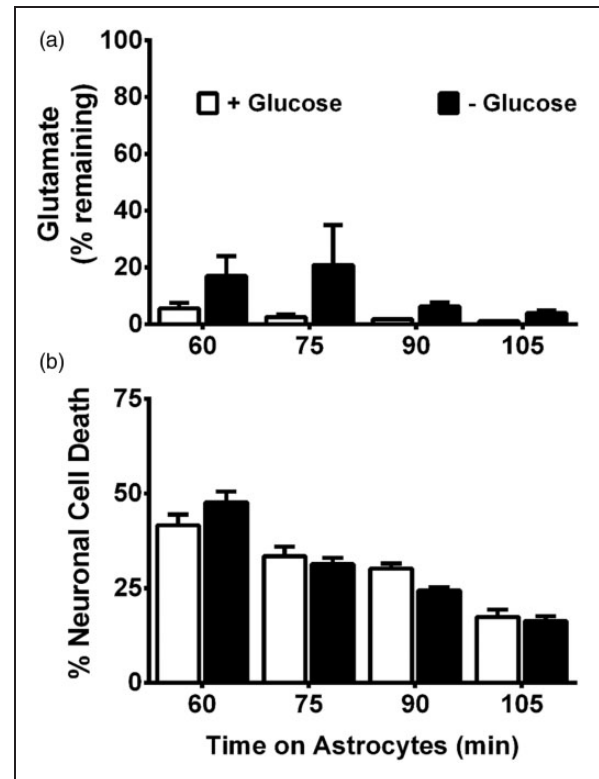 (a)
Glutamate
(% remaining)
100
80
60
40
20
0
+ Glucose
- Glucose
60 75 90 105
(b)
% Neuronal Cell Death
75
50
25
0
60 75 90 105
Time on Astrocytes (min)